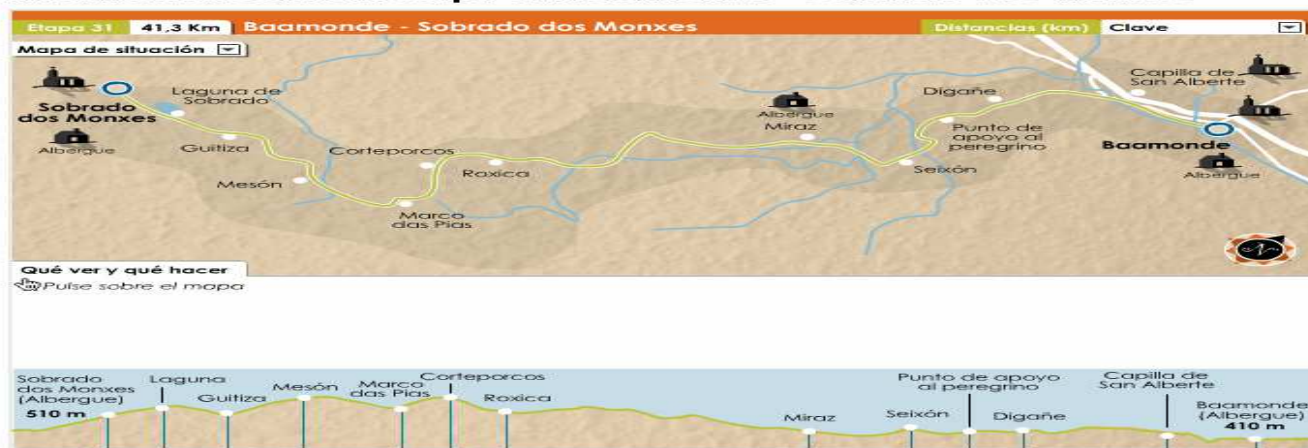 Etapa 31 41,3 Km Baamonde - Sobrado dos Monxes Distancias (km) Clave
Mapa de situación
Sobrado
dos Monxes
Albergue
Laguna de
Sobrado
Guitiza
Mesón
Corteporcos
Marco
das Pias
Roxica
Albergue
Miraz
Digañe
Punto de
apoyo al
peregrino
Seixón
Capilla de
San Alberte
Baamonde
Albergue
Qué ver y qué hacer
Pulse sobre el mapa
Sobrado
dos Monxes
(Albergue)
510 m
Laguna
Guitiza
Mesón
Marco
das Pias
Corteporcos
Roxica
Miraz
Seixón
Punto de apoyo
al peregrino
Digañe
Capilla de
San Alberte
Baamonde
(Albergue)
410 m